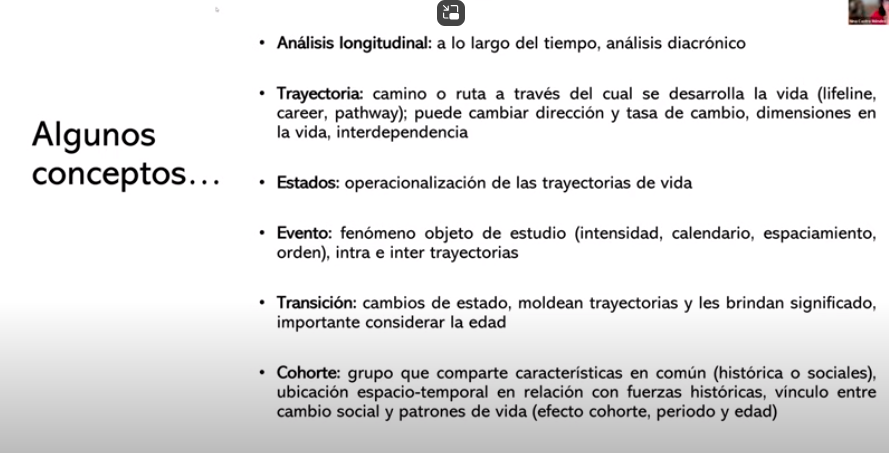 Algunos
conceptos...
• Análisis longitudinal: a lo largo del tiempo, análisis diacrónico
• Trayectoria: camino o ruta a través del cual se desarrolla la vida (lifeline,
career, pathway); puede cambiar dirección y tasa de cambio, dimensiones en
la vida, interdependencia
• Estados: operacionalización de las trayectorias de vida
• Evento: fenómeno objeto de estudio (intensidad, calendario, espaciamiento,
orden), intra e inter trayectorias
• Transición: cambios de estado, moldean trayectorias y les brindan significado,
importante considerar la edad
• Cohorte: grupo que comparte características en común (histórica o sociales),
ubicación espacio-temporal en relación con fuerzas históricas, vínculo entre
cambio social y patrones de vida (efecto cohorte, periodo y edad)